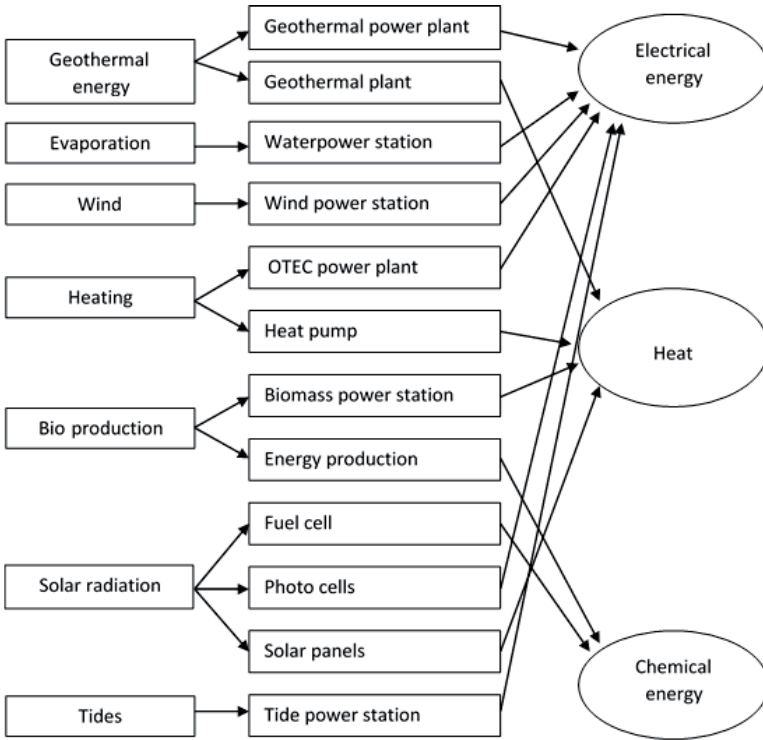 Geothermal
energy
Evaporation
Wind
Heating
Bio production
Solar radiation
Tides
Geothermal power plant
Geothermal plant
Waterpower station
Wind power station
OTEC power plant
Heat pump
Biomass power station
Energy production
Fuel cell
Photo cells
Solar panels
Tide power station
Electrical
energy
Heat
Chemical
energy